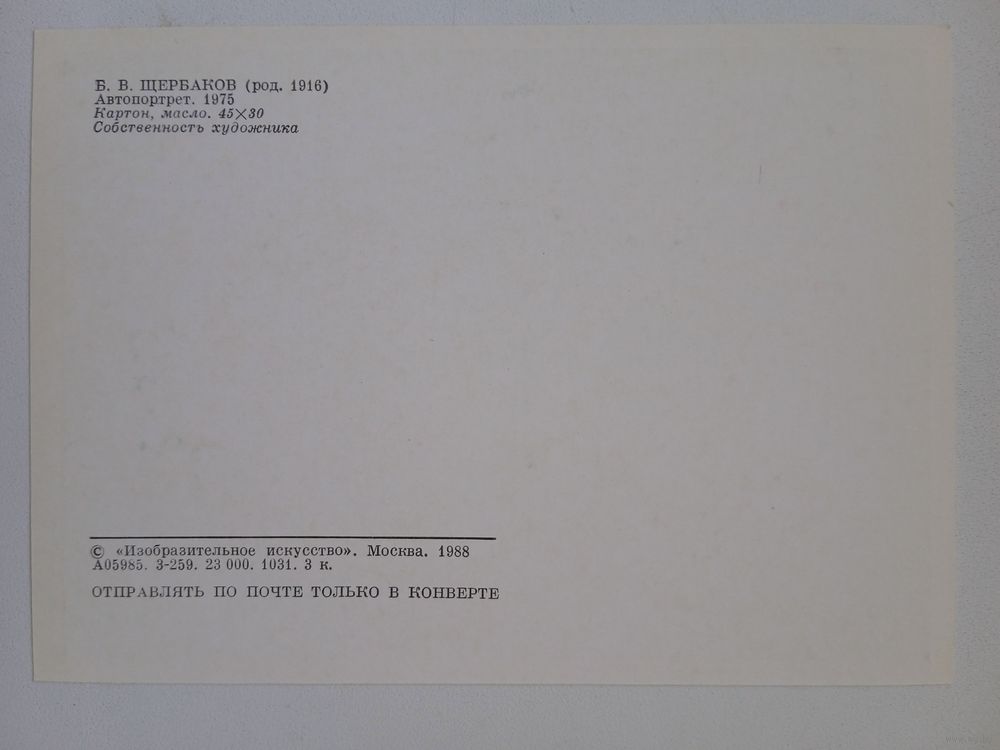 Б. В. ЩЕРБАКОВ (род. 1916)
Автопортрет. 1975
Картон, масло. 45×30
Собственность художника
© «Изобразительное искусство». Москва. 1988
А05985. 3-259. 23 000. 1031. 3 к.
ОТПРАВЛЯТЬ ПО ПОЧТЕ ТОЛЬКО В КОНВЕРТЕ